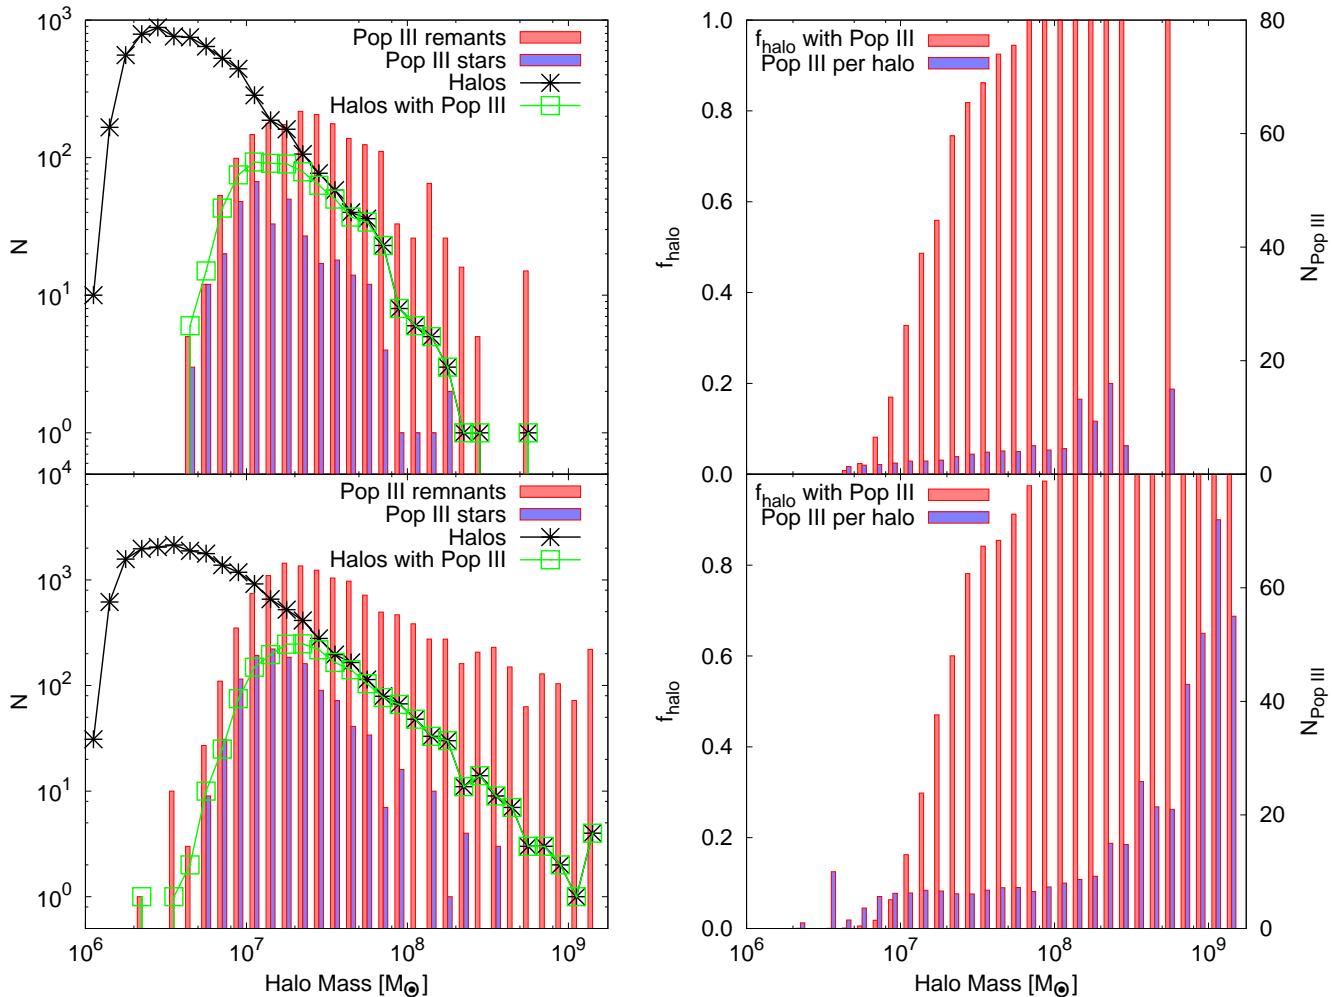 10^3
10^2
10^1
10^0
N
Pop III remants
Pop III stars
Halos
Halos with Pop III
1.0
0.8
0.6
0.4
0.2
0.0
f_halo
f_halo with Pop III
Pop III per halo
80
60
40
20
0
N_Pop III
10^4
10^3
10^2
10^1
10^0
N
Pop III remnants
Pop III stars
Halos
Halos with Pop III
10^6
10^7
10^8
10^9
Halo Mass [M_⊙]
0.8
0.6
0.4
0.2
0.0
f_halo
f_halo with Pop III
Pop III per halo
60
40
20
0
N_Pop III
10^6
10^7
10^8
10^9
Halo Mass [M_⊙]